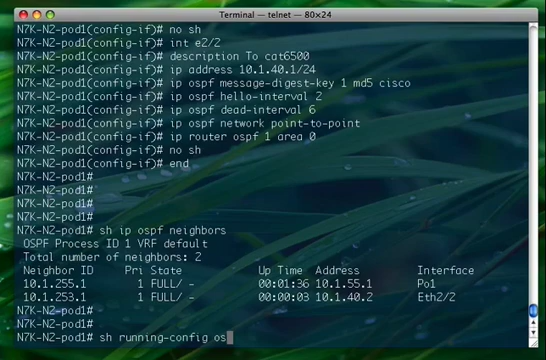 Terminal — telnet — 80×24
N7K-N2-pod1(config-if)# no sh
N7K-N2-pod1(config-if)# int e2/2
N7K-N2-pod1(config-if)# description To cat6500
N7K-N2-pod1(config-if)# ip address 10.1.40.1/24
N7K-N2-pod1(config-if)# ip ospf message-digest-key 1 md5 cisco
N7K-N2-pod1(config-if)# ip ospf hello-interval 2
N7K-N2-pod1(config-if)# ip ospf dead-interval 6
N7K-N2-pod1(config-if)# ip ospf network point-to-point
N7K-N2-pod1(config-if)# ip router ospf 1 area 0
N7K-N2-pod1(config-if)# no sh
N7K-N2-pod1(config-if)# end
N7K-N2-pod1#
N7K-N2-pod1#
N7K-N2-pod1#
N7K-N2-pod1#
N7K-N2-pod1# sh ip ospf neighbors
OSPF Process ID 1 VRF default
Total number of neighbors: 2
Neighbor ID Pri State Up Time Address Interface
10.1.255.1 1 FULL/ - 00:01:36 10.1.55.1 Po1
10.1.253.1 1 FULL/ - 00:00:03 10.1.40.2 Eth2/2
N7K-N2-pod1#
N7K-N2-pod1#
N7K-N2-pod1# sh running-config os